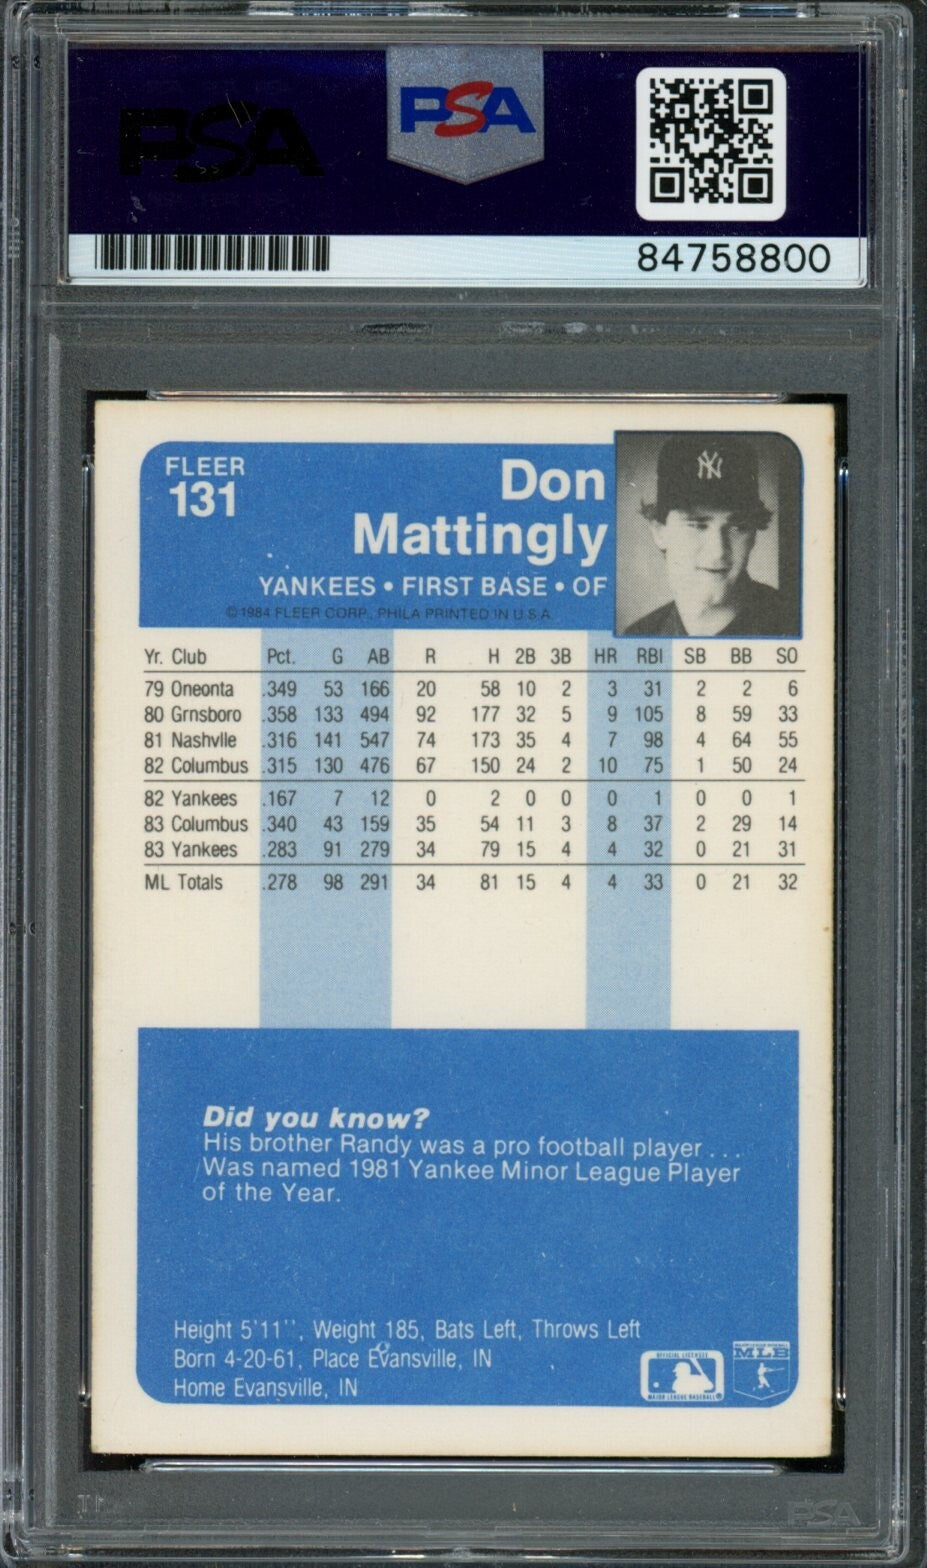 PSA
PSA
84758800
FLEER
131
Don
Mattingly
NY
YANKEES • FIRST BASE • OF
©1984 FLEER CORP., PHILA PRINTED IN U.S.A.
Yr. Club Pct. G AB R H 2B 3B HR RBI SB BB SO
79 Oneonta .349 53 166 20 58 10 2 3 31 2 2 6
80 Grnsboro .358 133 494 92 177 32 5 9 105 8 59 33
81 Nashvlle .316 141 547 74 173 35 4 7 98 4 64 55
82 Columbus .315 130 476 67 150 24 2 10 75 1 50 24
82 Yankees .167 7 12 0 2 0 0 0 1 0 0 1
83 Columbus .340 43 159 35 54 11 3 8 37 2 29 14
83 Yankees .283 91 279 34 79 15 4 4 32 0 21 31
ML Totals .278 98 291 34 81 15 4 4 33 0 21 32
Did you know?
His brother Randy was a pro football player . . .
Was named 1981 Yankee Minor League Player
of the Year.
Height 5'11", Weight 185, Bats Left, Throws Left
Born 4-20-61, Place Evansville, IN
Home Evansville, IN
OFFICIAL LICENSEE
MAJOR LEAGUE BASEBALL
PSA